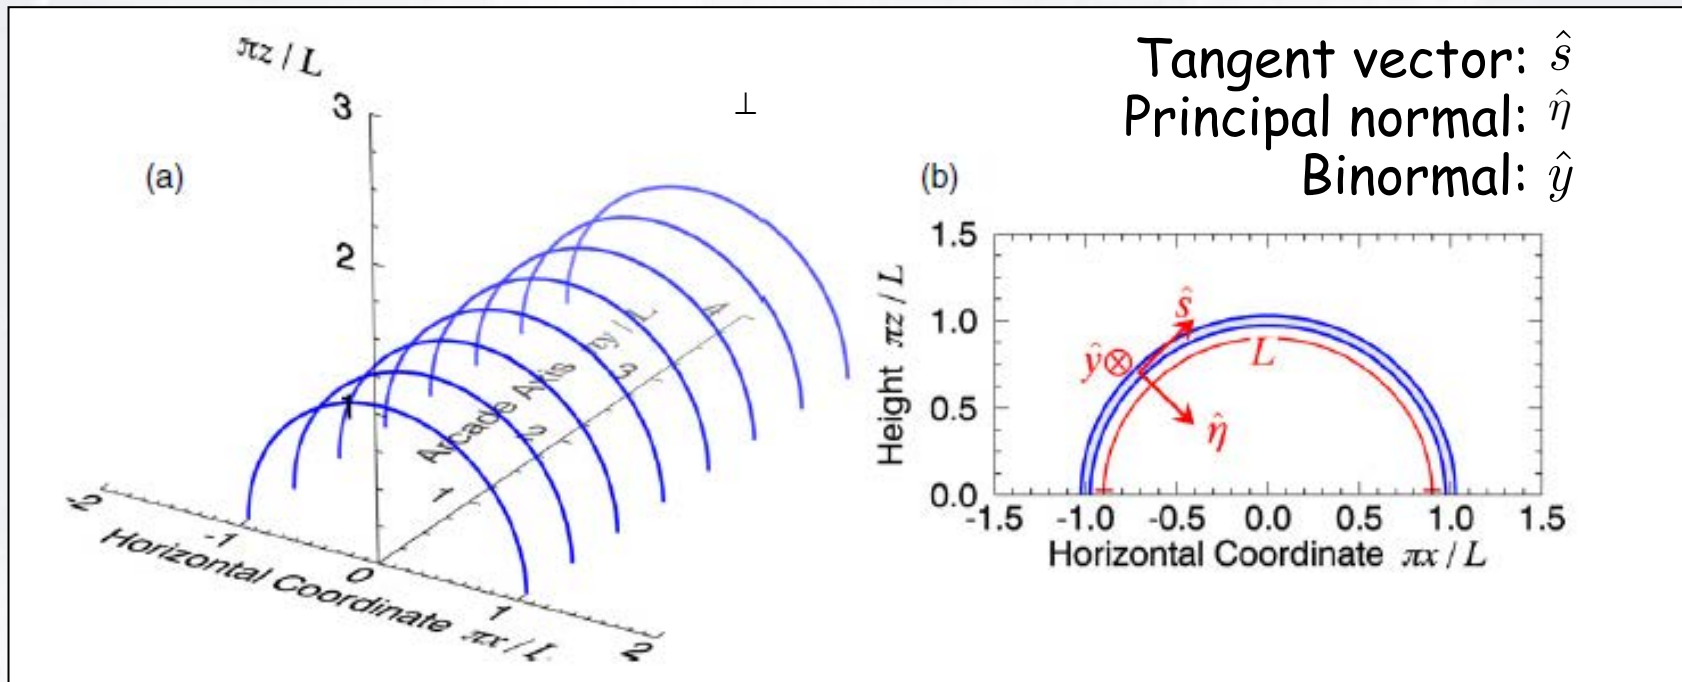 Tangent vector: ŝ
Principal normal: η̂
Binormal: ŷ
⊥
(a)
πz / L
3
2
1
-2
-1
0
1
2
Horizontal Coordinate πx / L
1
2
3
4
Arcade Axis πy / L
(b)
1.5
1.0
0.5
0.0
Height πz / L
-1.5 -1.0 -0.5 0.0 0.5 1.0 1.5
Horizontal Coordinate πx / L
ŝ
ŷ⊗
L
η̂